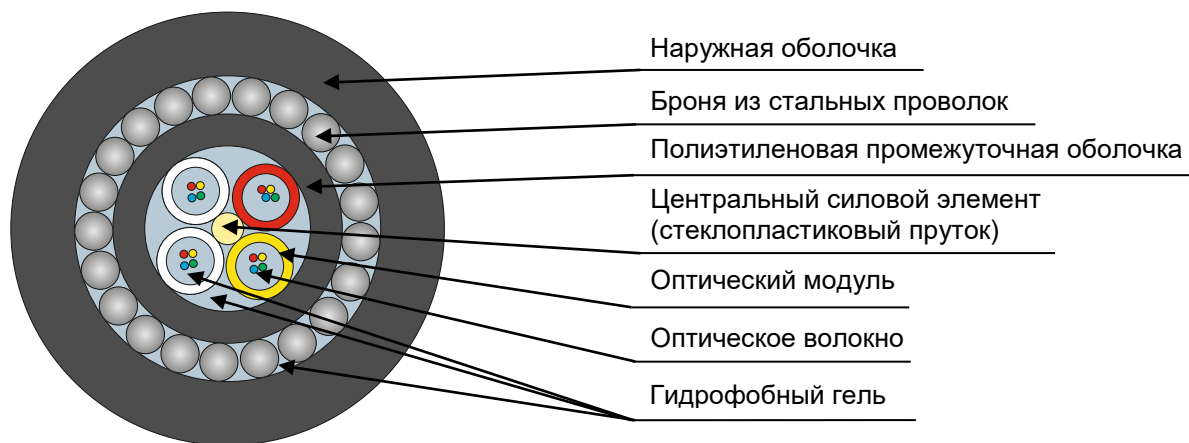 Наружная оболочка
Броня из стальных проволок
Полиэтиленовая промежуточная оболочка
Центральный силовой элемент
(стеклопластиковый пруток)
Оптический модуль
Оптическое волокно
Гидрофобный гель